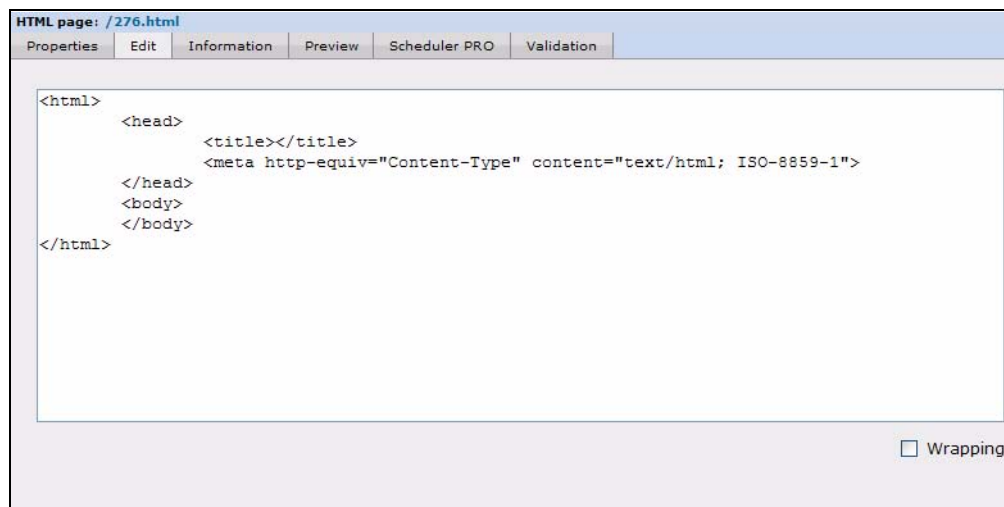 HTML page: /276.html
Properties Edit Information Preview Scheduler PRO Validation
<html>
<head>
<title></title>
<meta http-equiv="Content-Type" content="text/html; ISO-8859-1">
</head>
<body>
</body>
</html>
Wrapping